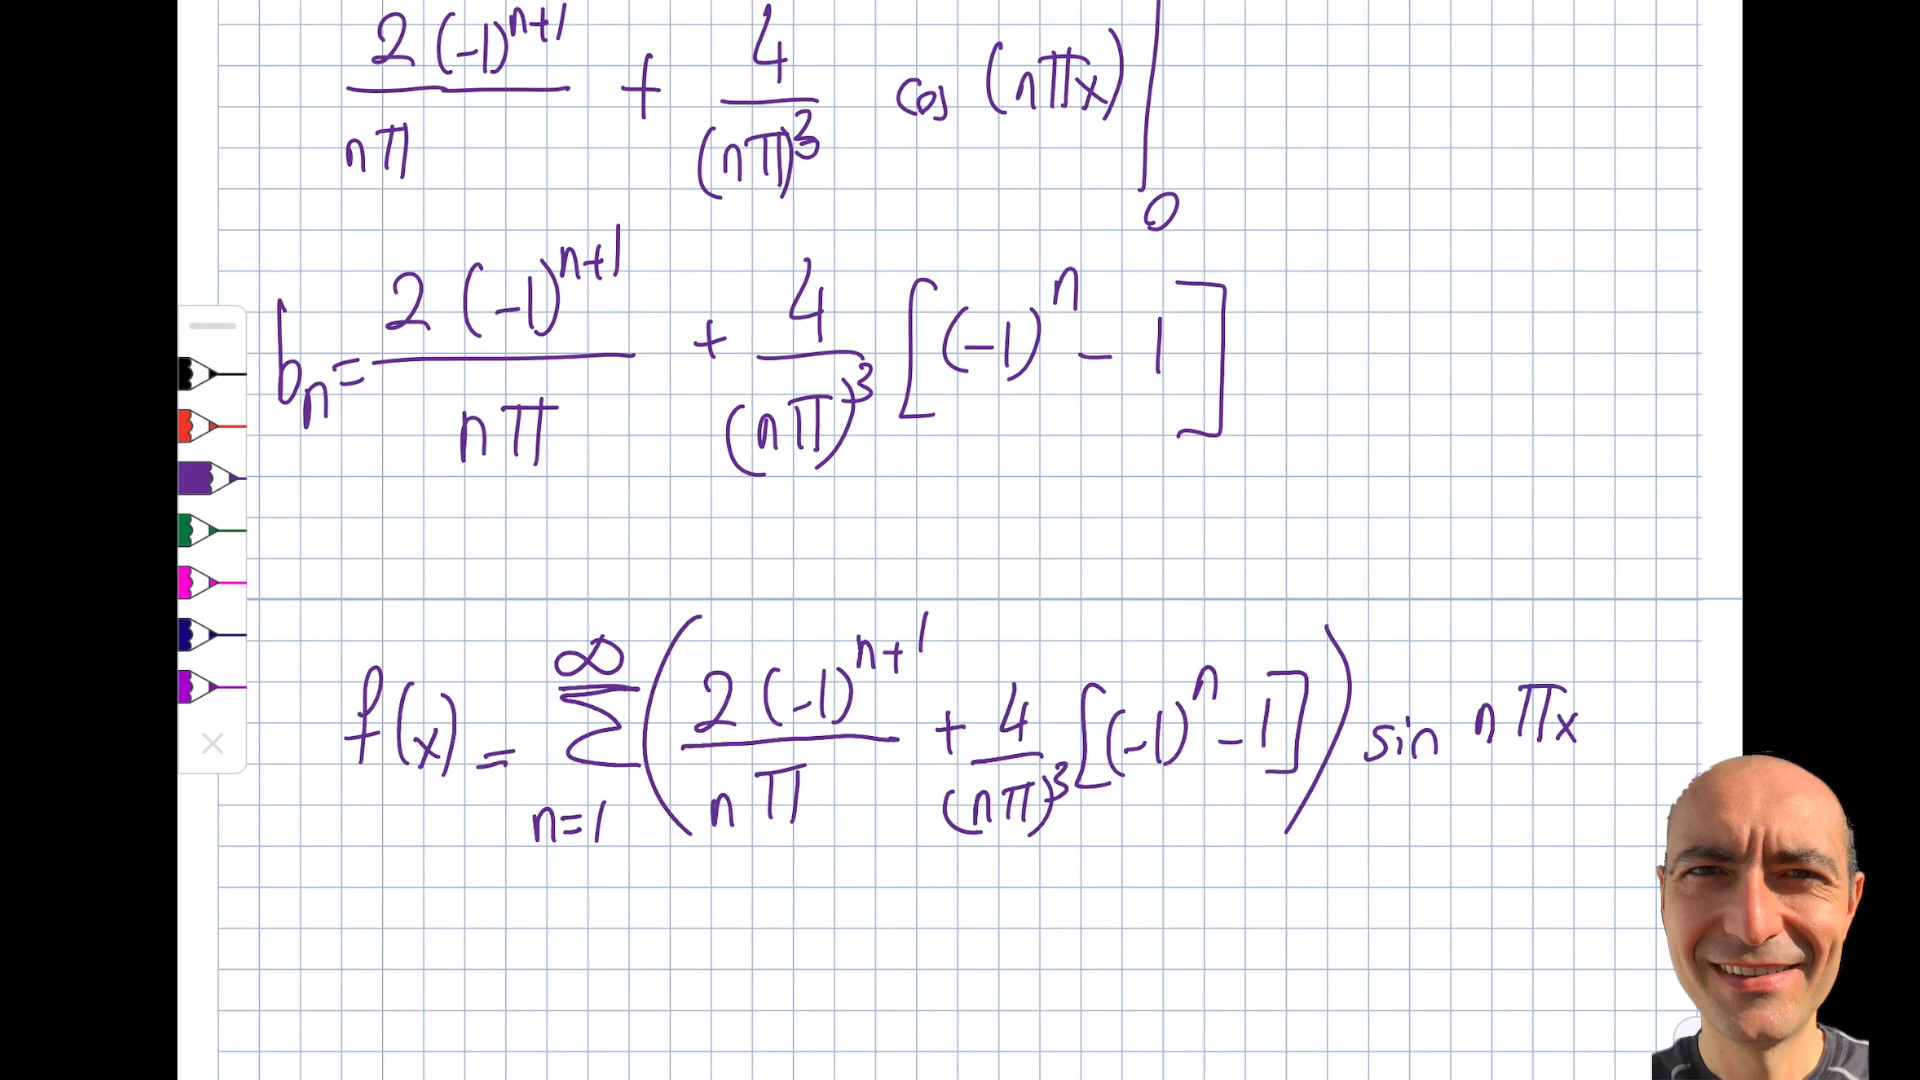 2 (-1)^{n+1} / nπ + 4 / (nπ)^3 cos (nπx) |_0
b_n = 2 (-1)^{n+1} / nπ + 4 / (nπ)^3 [(-1)^n - 1]
f(x) = ∑_{n=1}^{∞} ( 2 (-1)^{n+1} / nπ + 4 / (nπ)^3 [(-1)^n - 1] ) sin nπx